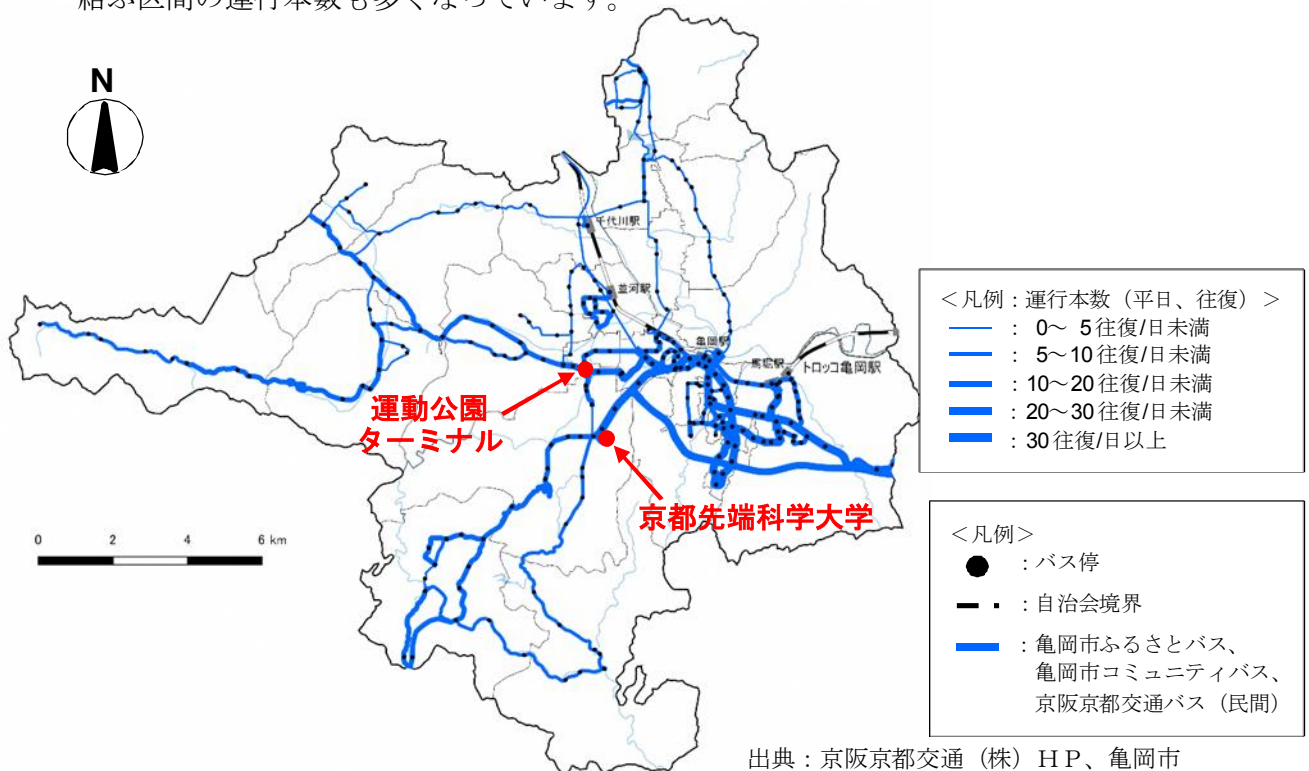 結ぶ区間の運行本数も多くなっています。
N
千代川駅
並河駅
亀岡駅
馬堀駅
トロッコ亀岡駅
運動公園
ターミナル
京都先端科学大学
0 2 4 6 km
＜凡例：運行本数（平日、往復）＞
： 0～ 5往復/日未満
： 5～10往復/日未満
：10～20往復/日未満
：20～30往復/日未満
：30往復/日以上
＜凡例＞
：バス停
：自治会境界
：亀岡市ふるさとバス、
亀岡市コミュニティバス、
京阪京都交通バス（民間）
出典：京阪京都交通（株）ＨＰ、亀岡市